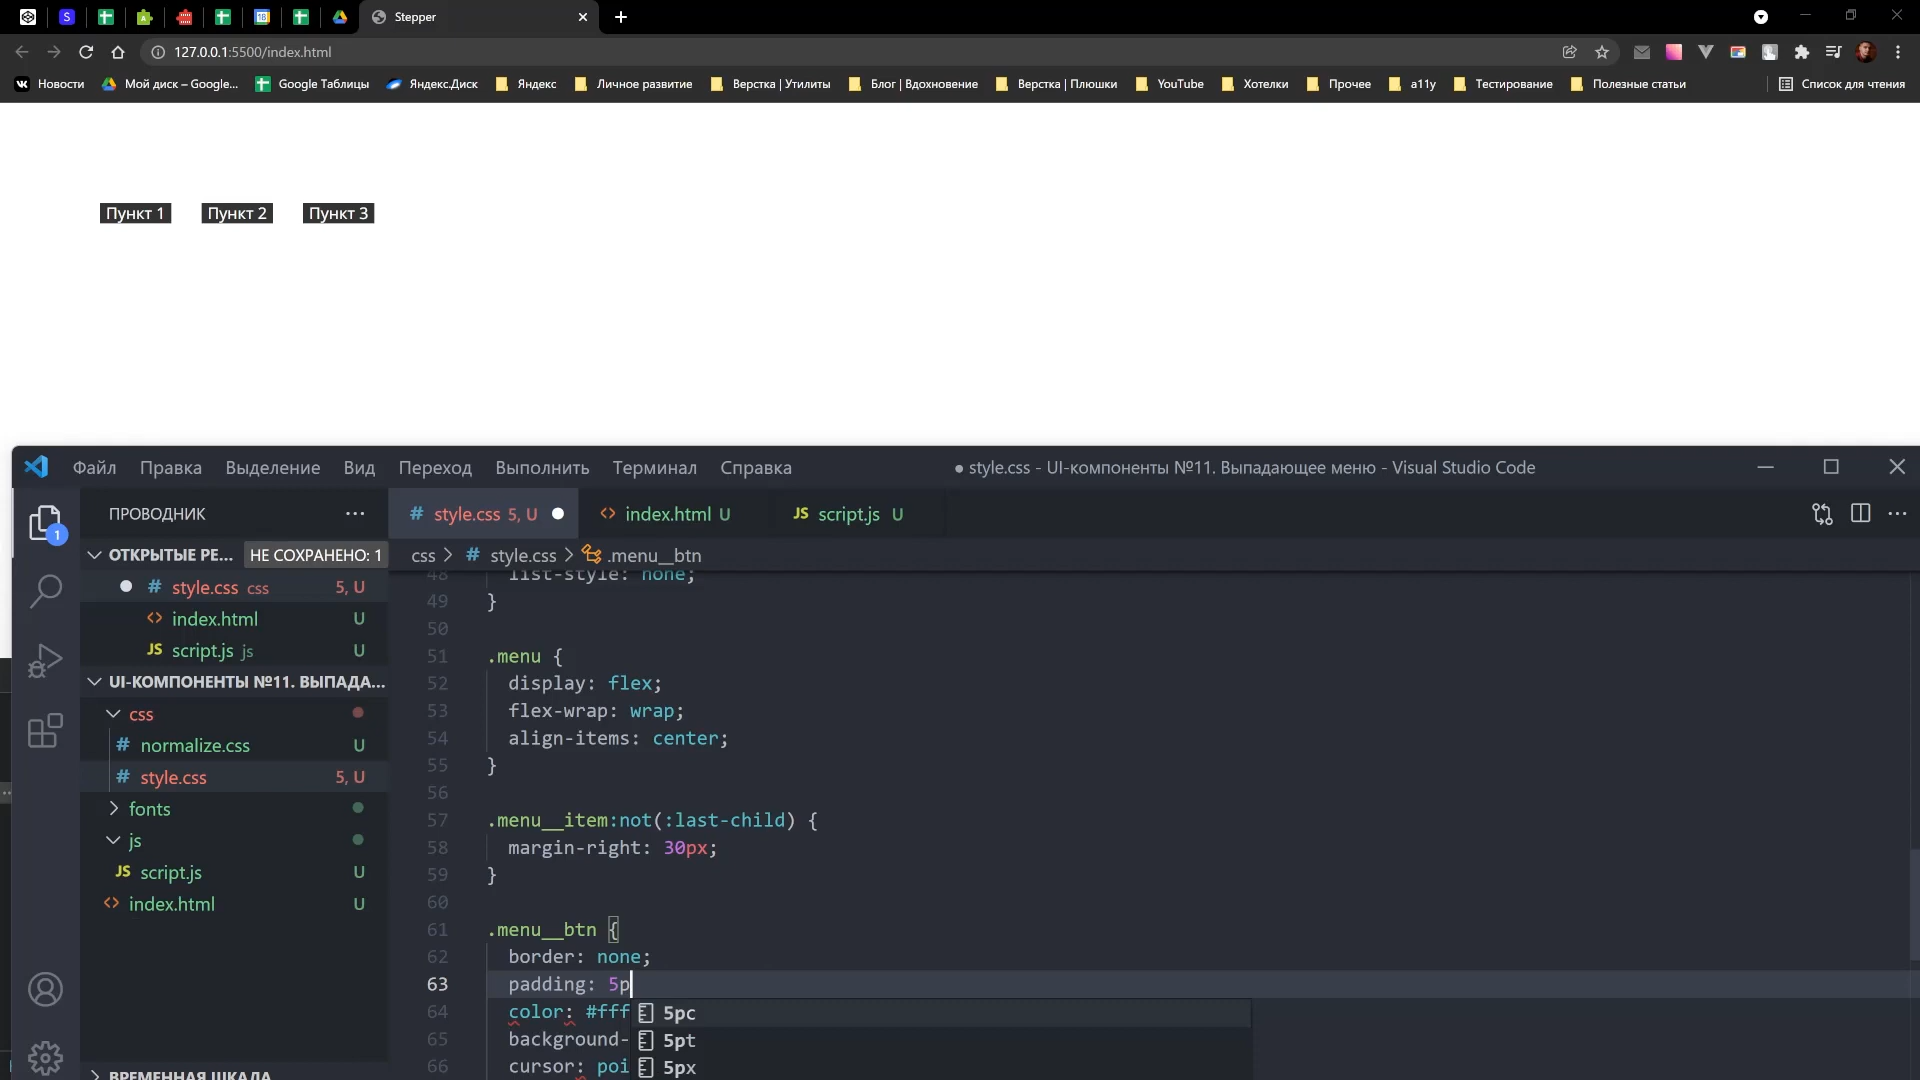 Stepper
127.0.0.1:5500/index.html
Новости Мой диск – Google... Google Таблицы Яндекс.Диск Яндекс Личное развитие Верстка | Утилиты Блог | Вдохновение Верстка | Плюшки YouTube Хотелки Прочее a11y Тестирование Полезные статьи Список для чтения
Пункт 1 Пункт 2 Пункт 3
Файл Правка Выделение Вид Переход Выполнить Терминал Справка ● style.css - UI-компоненты №11. Выпадающее меню - Visual Studio Code
ПРОВОДНИК ··· # style.css 5, U <> index.html U JS script.js U
1
ОТКРЫТЫЕ РЕ... НЕ СОХРАНЕНО: 1
css > # style.css > .menu__btn
# style.css css 5, U
<> index.html U
JS script.js js U
UI-КОМПОНЕНТЫ №11. ВЫПАДА...
css
# normalize.css U
# style.css 5, U
fonts
js
JS script.js U
<> index.html U
ВРЕМЕННАЯ ШКАЛА
48 list-style: none;
49 }
50
51 .menu {
52 display: flex;
53 flex-wrap: wrap;
54 align-items: center;
55 }
56
57 .menu__item:not(:last-child) {
58 margin-right: 30px;
59 }
60
61 .menu__btn {
62 border: none;
63 padding: 5p
64 color: #fff
65 background-
66 cursor: poi
5pc
5pt
5px